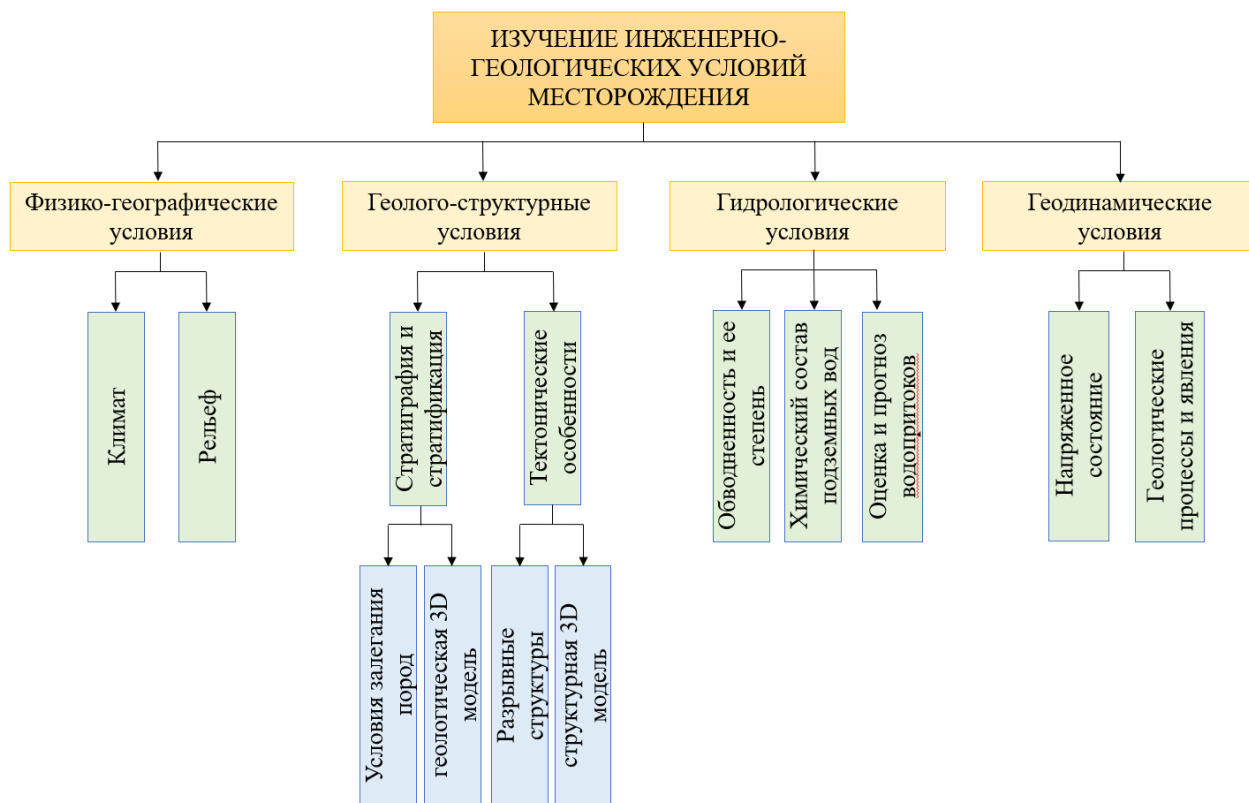 ИЗУЧЕНИЕ ИНЖЕНЕРНО-
ГЕОЛОГИЧЕСКИХ УСЛОВИЙ
МЕСТОРОЖДЕНИЯ
Физико-географические
условия
Геолого-структурные
условия
Гидрологические
условия
Геодинамические
условия
Климат
Рельеф
Стратиграфия и
стратификация
Тектонические
особенности
Обводненность и ее
степень
Химический состав
подземных вод
Оценка и прогноз
водопритоков
Напряженное
состояние
Геологические
процессы и явления
Условия залегания
пород
геологическая 3D
модель
Разрывные
структуры
структурная 3D
модель